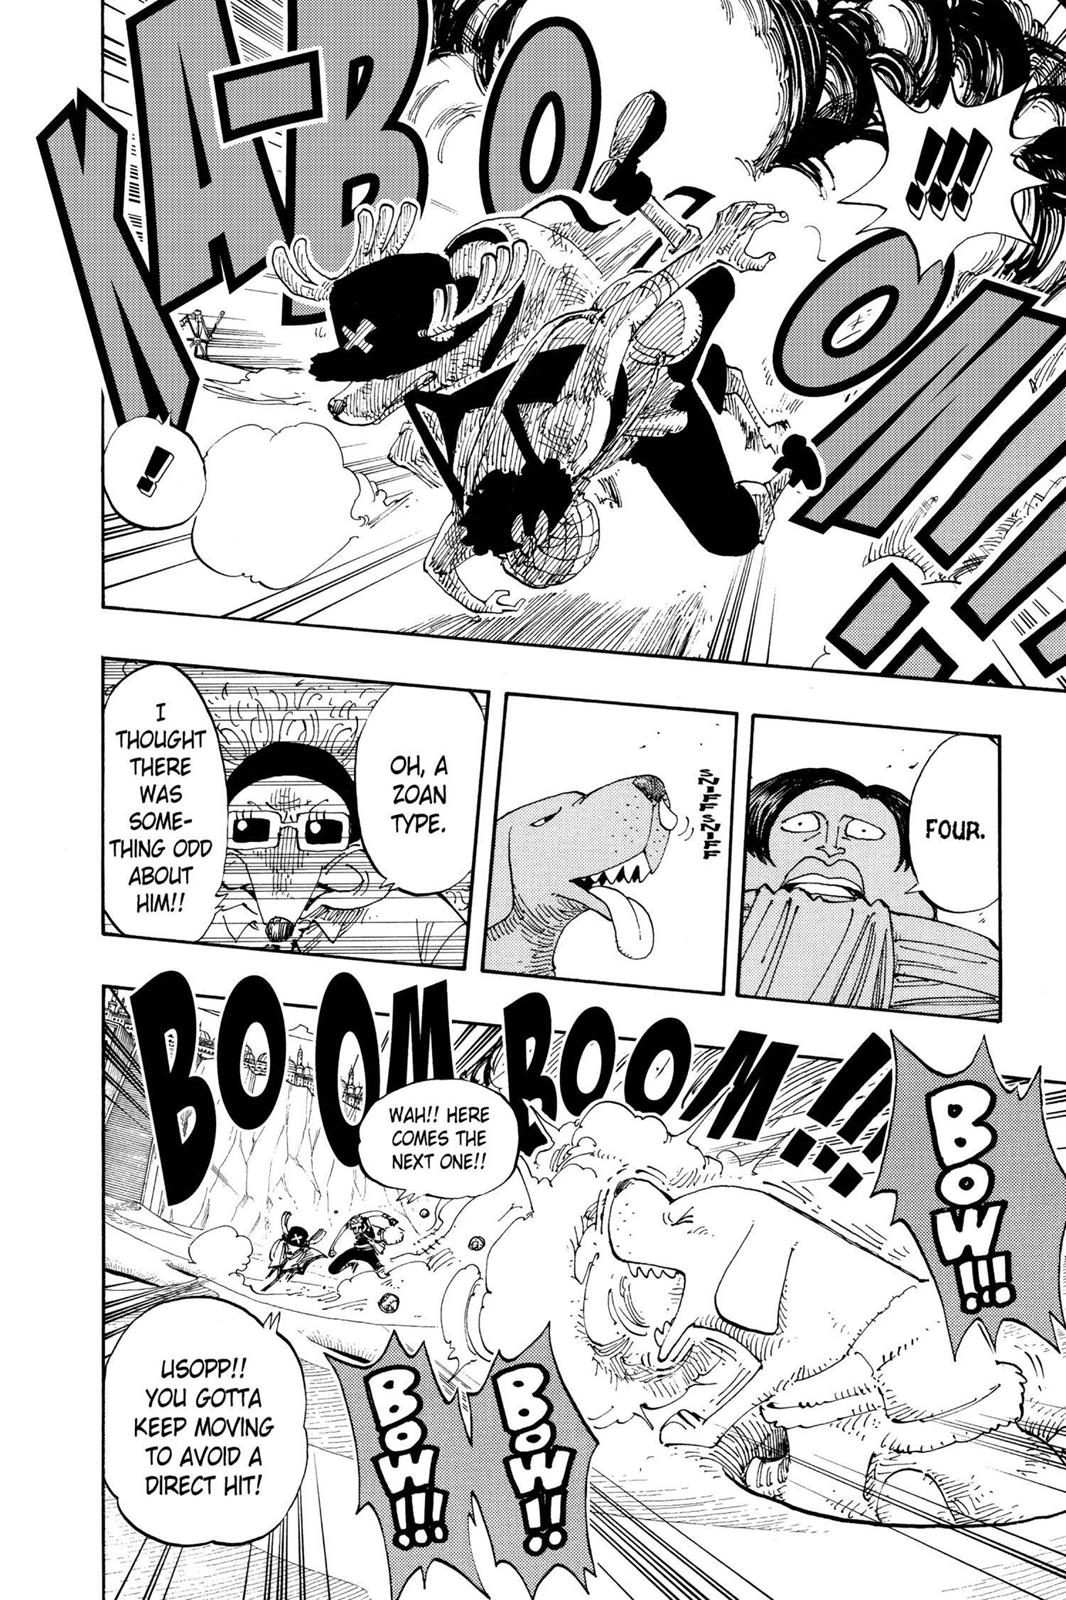 KA-BOOOM!!
!!!
!!
FOUR.
SNIFF SNIFF
OH, A
ZOAN
TYPE.
I
THOUGHT
THERE
WAS
SOME-
THING ODD
ABOUT
HIM!!
BOOM BOOM!!
BOW!!!
WAH!! HERE
COMES THE
NEXT ONE!!
BOW!!
BOW!!!
USOPP!!
YOU GOTTA
KEEP MOVING
TO AVOID A
DIRECT HIT!